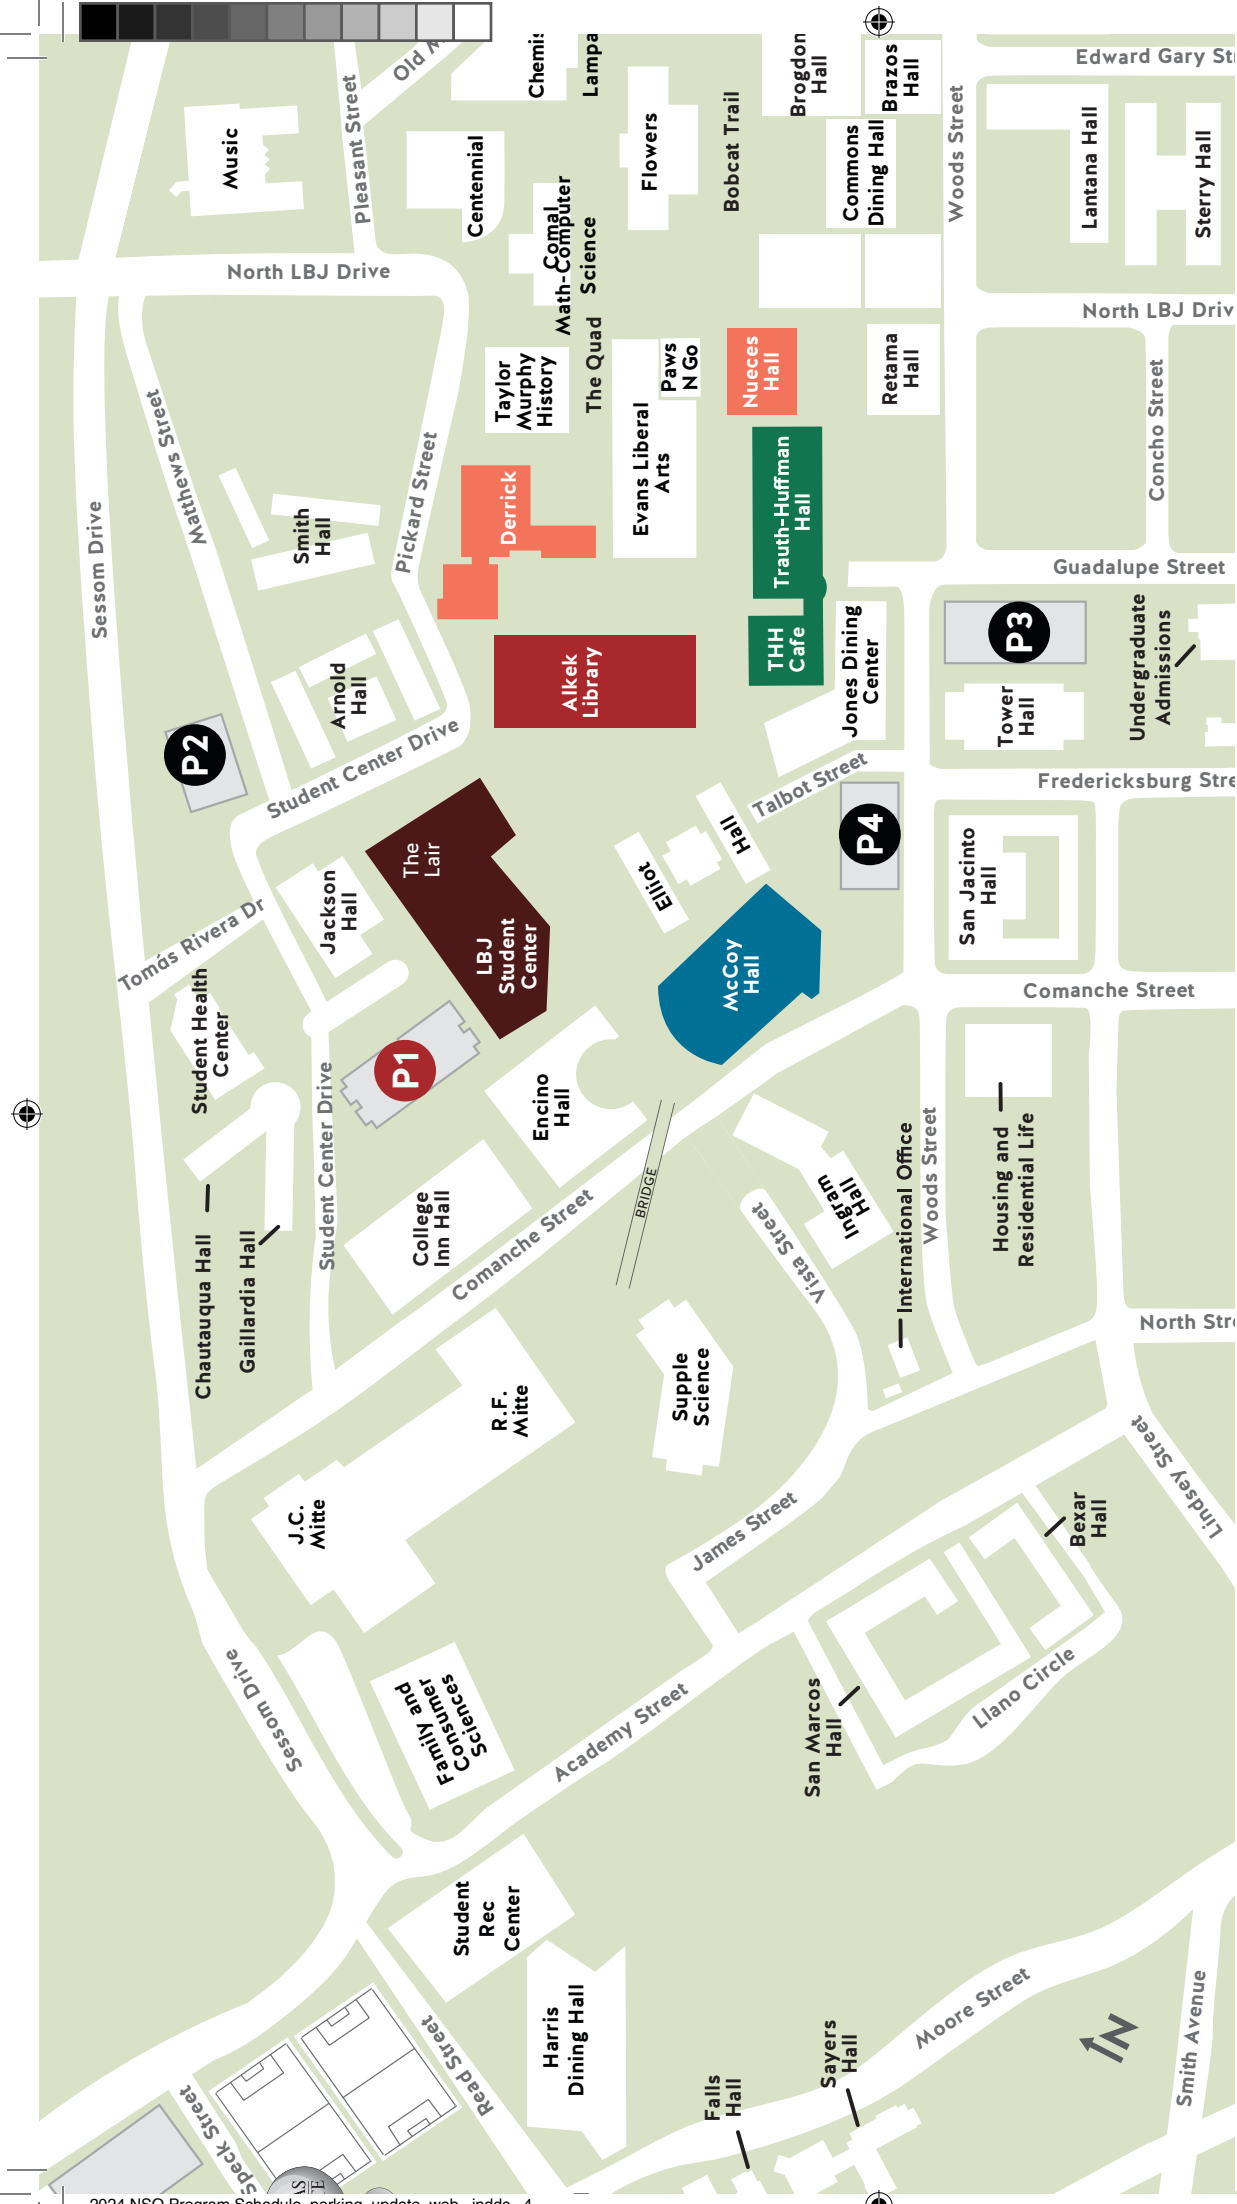 Chemi
Lampa
Old
Brogdon
Hall
Brazos
Hall
Edward Gary Str
Music
Pleasant Street
Centennial
Flowers
Bobcat Trail
Commons
Dining Hall
Woods Street
Lantana Hall
Sterry Hall
Comal
Math-Computer
Science
North LBJ Drive
North LBJ Driv
The Quad
Taylor
Murphy
History
Paws
N Go
Nueces
Hall
Retama
Hall
Concho Street
Matthews Street
Pickard Street
Sessom Drive
Smith
Hall
Derrick
Evans Liberal
Arts
Trauth-Huffman
Hall
Guadalupe Street
P3
Undergraduate
Admissions
THH
Cafe
Jones Dining
Center
Alkek
Library
Arnold
Hall
Tower
Hall
P2
Student Center Drive
Talbot Street
Fredericksburg Stre
P4
The
Lair
Elliot
Hall
San Jacinto
Hall
Jackson
Hall
LBJ
Student
Center
McCoy
Hall
Tomás Rivera Dr
Comanche Street
Student Health
Center
P1
Encino
Hall
Student Center Drive
Housing and
Residential Life
International Office
Woods Street
BRIDGE
Ingram
Hall
Vista Street
College
Inn Hall
Comanche Street
Chautauqua Hall
Gaillardia Hall
North Stre
R.F.
Mitte
Supple
Science
J.C.
Mitte
James Street
Lindsey Street
Bexar
Hall
San Marcos
Hall
Llano Circle
Academy Street
Sessom Drive
Family and
Consumer
Sciences
Student
Rec
Center
Harris
Dining Hall
Read Street
Speck Street
Moore Street
Sayers
Hall
Falls
Hall
Smith Avenue
N